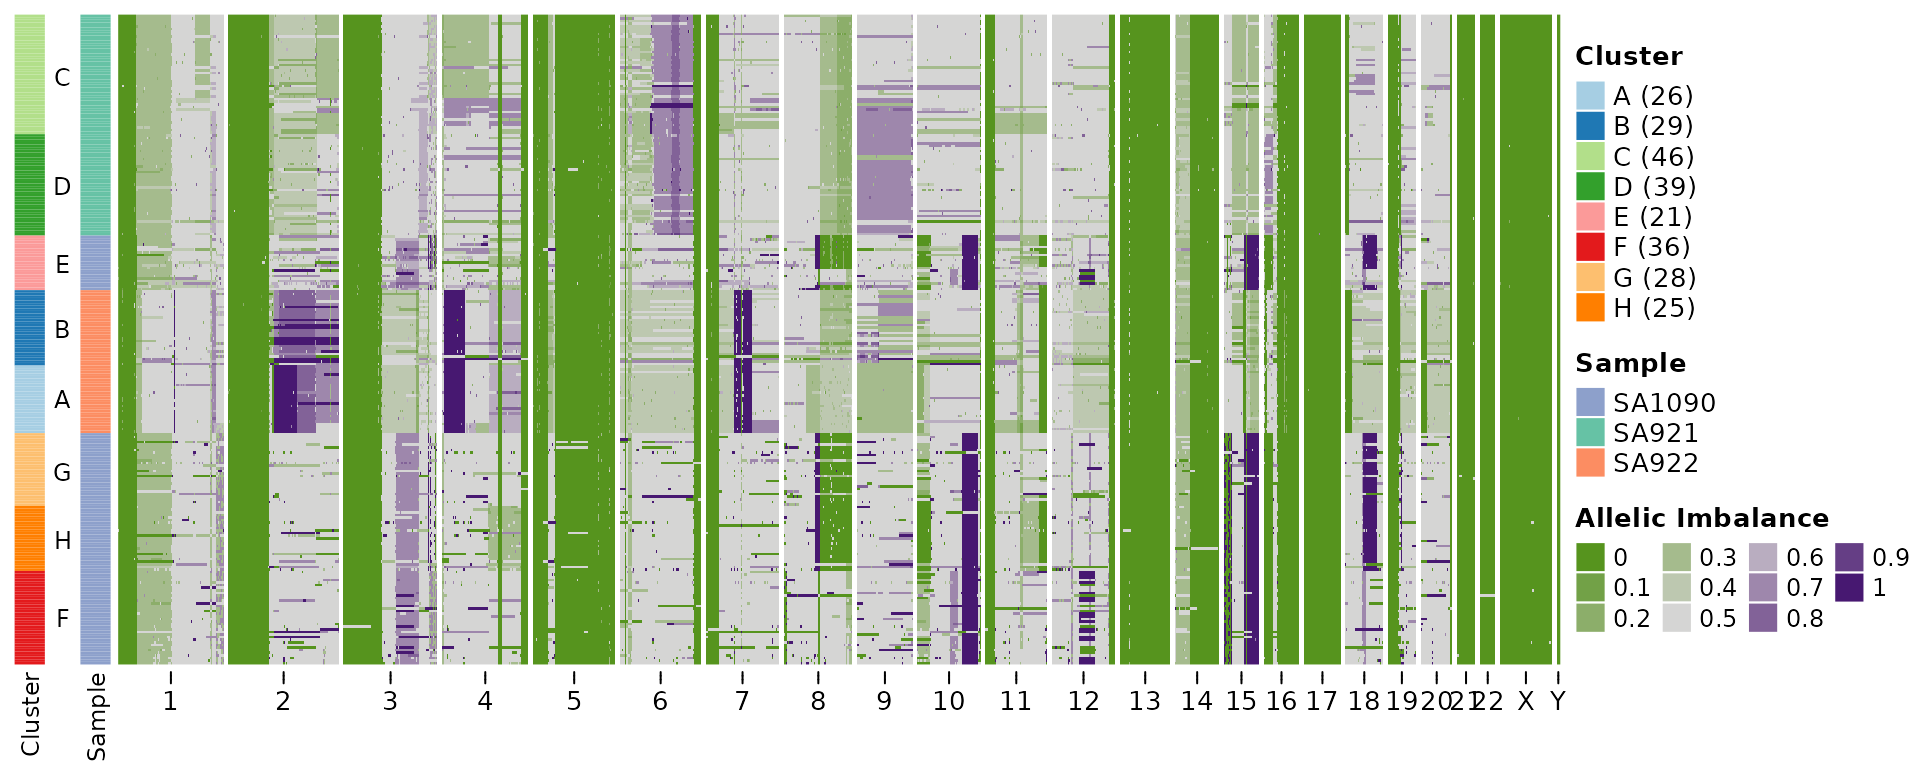 C
D
E
B
A
G
H
F
Cluster
Sample
1 2 3 4 5 6 7 8 9 10 11 12 13 14 15 16 17 18 19 20 21 22 X Y
Cluster
A (26)
B (29)
C (46)
D (39)
E (21)
F (36)
G (28)
H (25)
Sample
SA1090
SA921
SA922
Allelic Imbalance
0 0.3 0.6 0.9
0.1 0.4 0.7 1
0.2 0.5 0.8